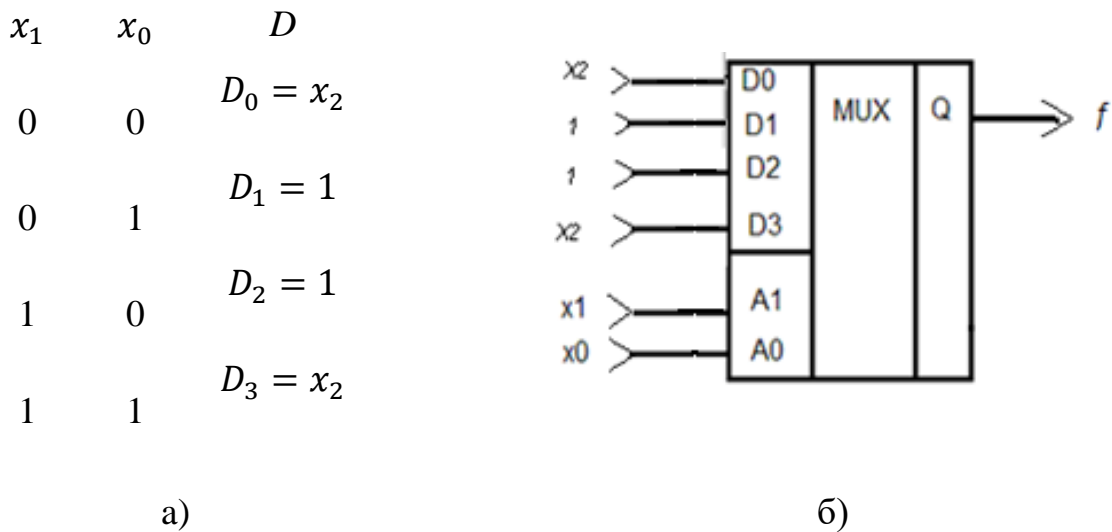 x₁ x₀ D
D₀ = x₂
0 0
D₁ = 1
0 1
D₂ = 1
1 0
D₃ = x₂
1 1
а)
X2 D0
1 D1
1 D2
X2 D3
x1 A1
x0 A0
MUX
Q
f
б)